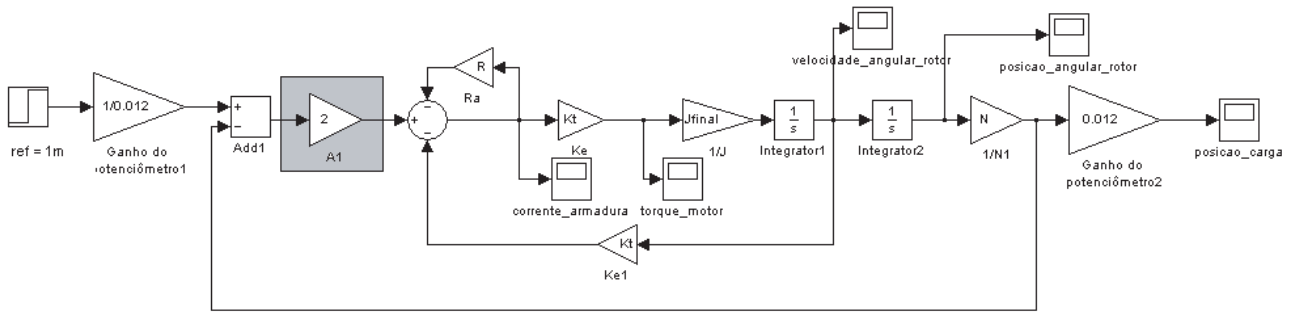 ref = 1m
1/0.012
Ganho do
otenciômetro1
+
−
Add1
2
A1
+
−
−
R
Ra
Kt
Ke
corrente_armadura
torque_motor
Jfinal
1/J
1
s
Integrator1
velocidade_angular_rotor
1
s
Integrator2
posicao_angular_rotor
N
1/N1
0.012
Ganho do
potenciômetro2
posicao_carga
Kt
Ke1